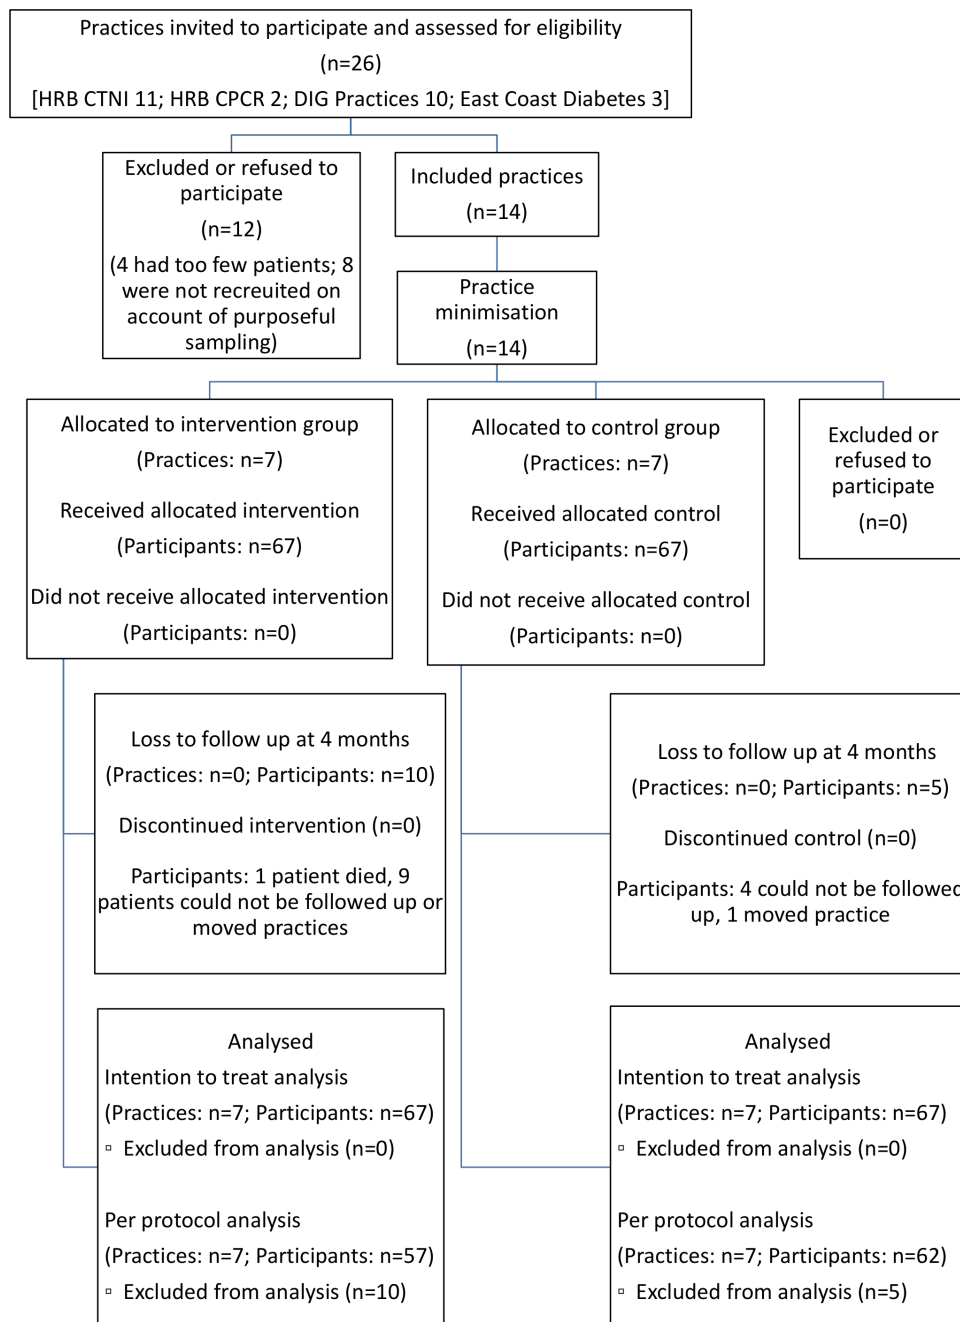 Practices invited to participate and assessed for eligibility
(n=26)
[HRB CTNI 11; HRB CPCR 2; DIG Practices 10; East Coast Diabetes 3]
Excluded or refused to
participate
(n=12)
(4 had too few patients; 8
were not recreuited on
account of purposeful
sampling)
Included practices
(n=14)
Practice
minimisation
(n=14)
Allocated to intervention group
(Practices: n=7)
Received allocated intervention
(Participants: n=67)
Did not receive allocated intervention
(Participants: n=0)
Allocated to control group
(Practices: n=7)
Received allocated control
(Participants: n=67)
Did not receive allocated control
(Participants: n=0)
Excluded or
refused to
participate
(n=0)
Loss to follow up at 4 months
(Practices: n=0; Participants: n=10)
Discontinued intervention (n=0)
Participants: 1 patient died, 9
patients could not be followed up or
moved practices
Loss to follow up at 4 months
(Practices: n=0; Participants: n=5)
Discontinued control (n=0)
Participants: 4 could not be followed
up, 1 moved practice
Analysed
Intention to treat analysis
(Practices: n=7; Participants: n=67)
▫ Excluded from analysis (n=0)
Per protocol analysis
(Practices: n=7; Participants: n=57)
▫ Excluded from analysis (n=10)
Analysed
Intention to treat analysis
(Practices: n=7; Participants: n=67)
▫ Excluded from analysis (n=0)
Per protocol analysis
(Practices: n=7; Participants: n=62)
▫ Excluded from analysis (n=5)